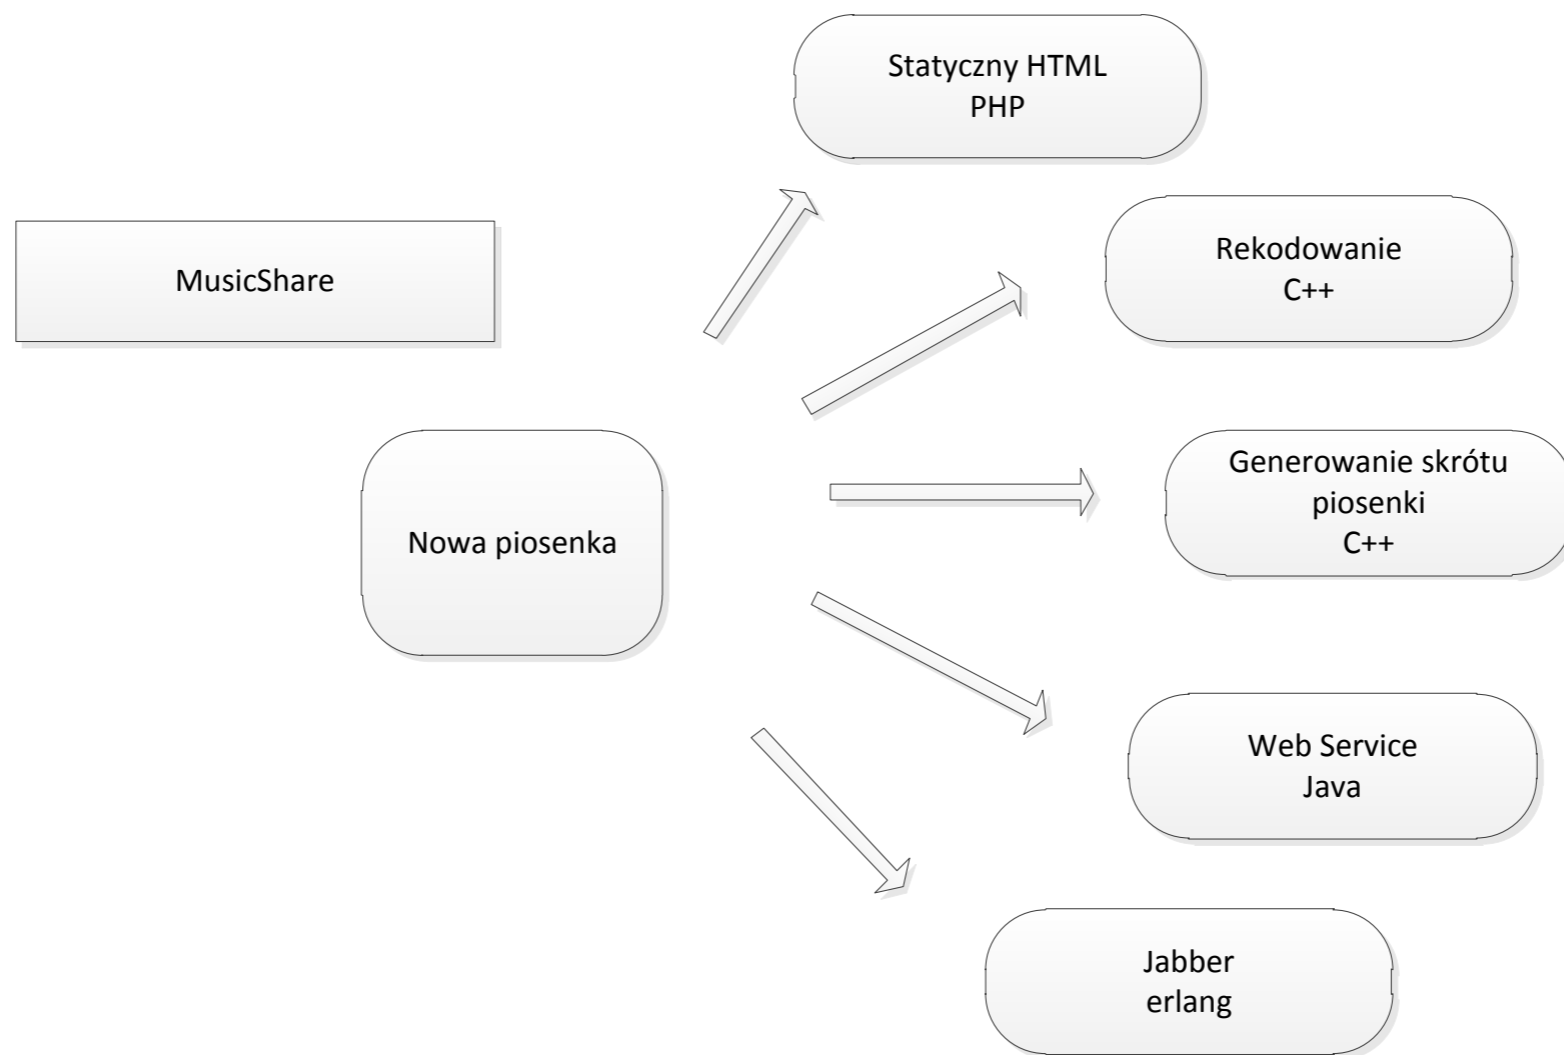 Statyczny HTML
PHP
MusicShare
Rekodowanie
C++
Nowa piosenka
Generowanie skrótu
piosenki
C++
Web Service
Java
Jabber
erlang